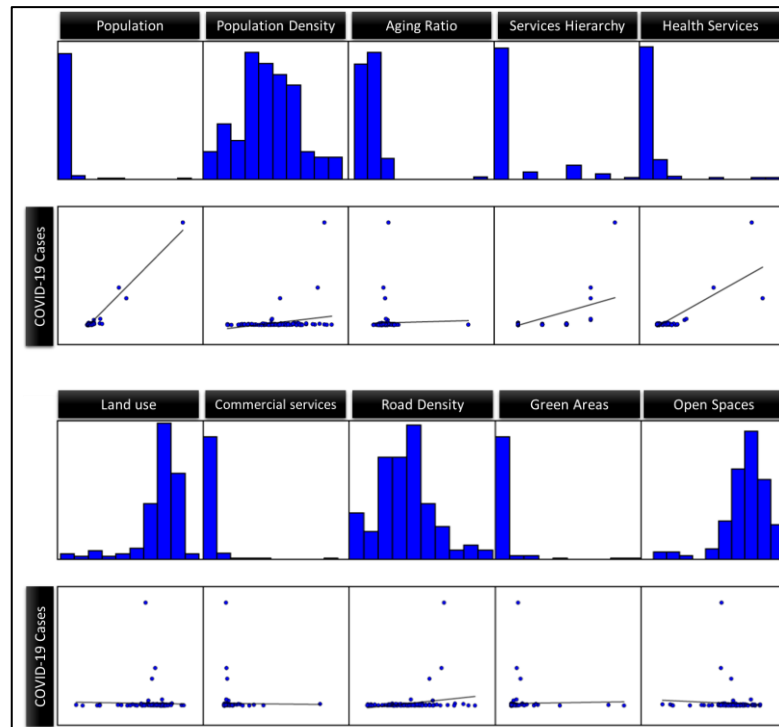 Population
Population Density
Aging Ratio
Services Hierarchy
Health Services
COVID-19 Cases
Land use
Commercial services
Road Density
Green Areas
Open Spaces
COVID-19 Cases